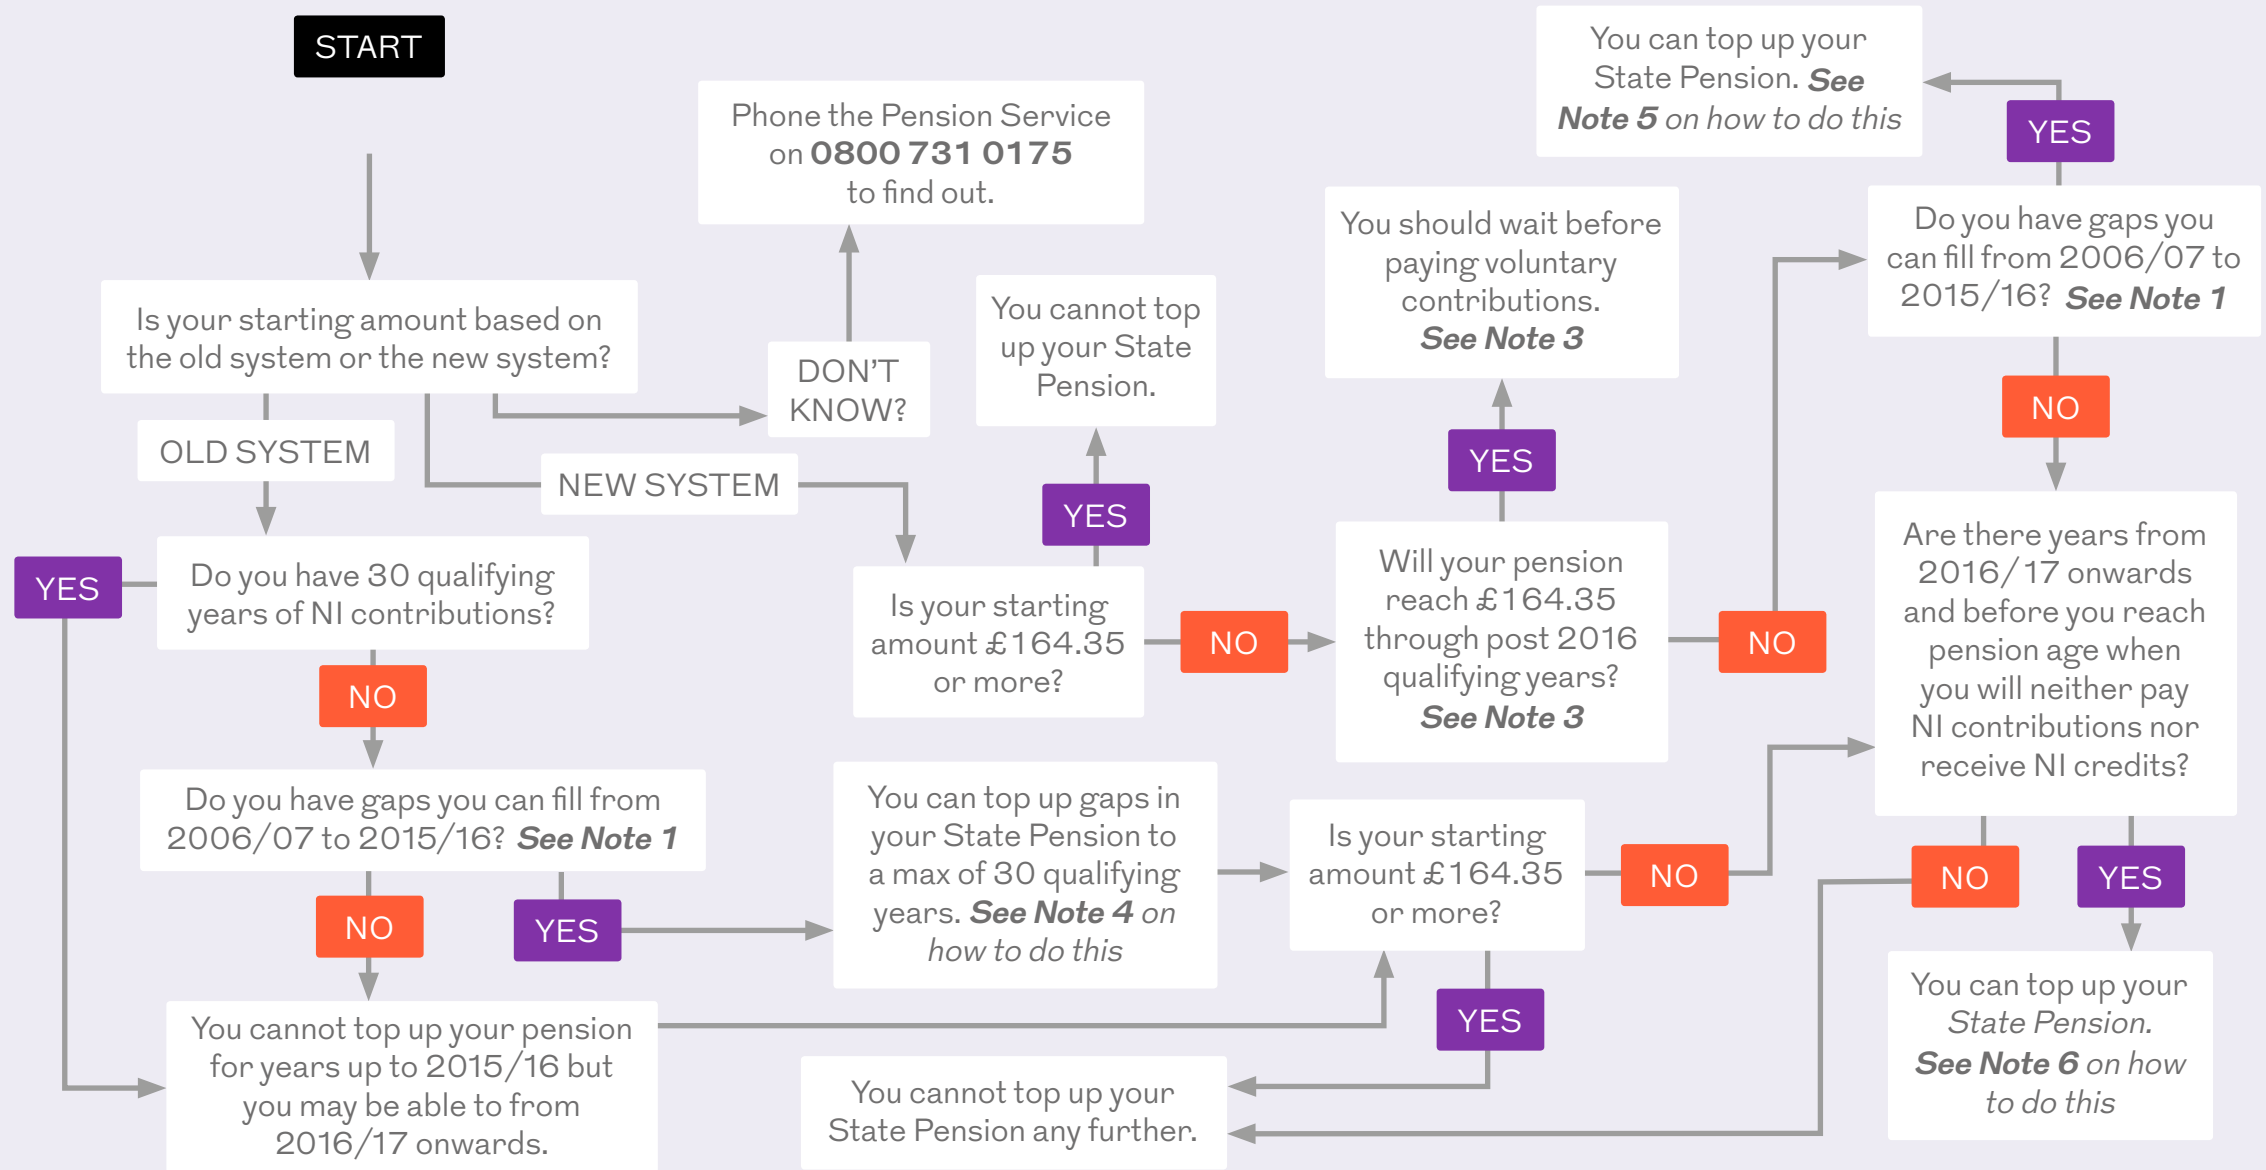 START
Is your starting amount based on
the old system or the new system?
DON'T
KNOW?
Phone the Pension Service
on 0800 731 0175
to find out.
OLD SYSTEM
NEW SYSTEM
Do you have 30 qualifying
years of NI contributions?
YES
NO
Do you have gaps you can fill from
2006/07 to 2015/16? See Note 1
NO
YES
You cannot top up your pension
for years up to 2015/16 but
you may be able to from
2016/17 onwards.
You can top up gaps in
your State Pension to
a max of 30 qualifying
years. See Note 4 on
how to do this
Is your starting
amount £164.35
or more?
YES
You cannot top
up your State
Pension.
NO
Will your pension
reach £164.35
through post 2016
qualifying years?
See Note 3
YES
You should wait before
paying voluntary
contributions.
See Note 3
NO
Do you have gaps you
can fill from 2006/07 to
2015/16? See Note 1
YES
You can top up your
State Pension. See
Note 5 on how to do this
NO
Are there years from
2016/17 onwards
and before you reach
pension age when
you will neither pay
NI contributions nor
receive NI credits?
NO
YES
You can top up your
State Pension.
See Note 6 on how
to do this
Is your starting
amount £164.35
or more?
NO
YES
You cannot top up your
State Pension any further.